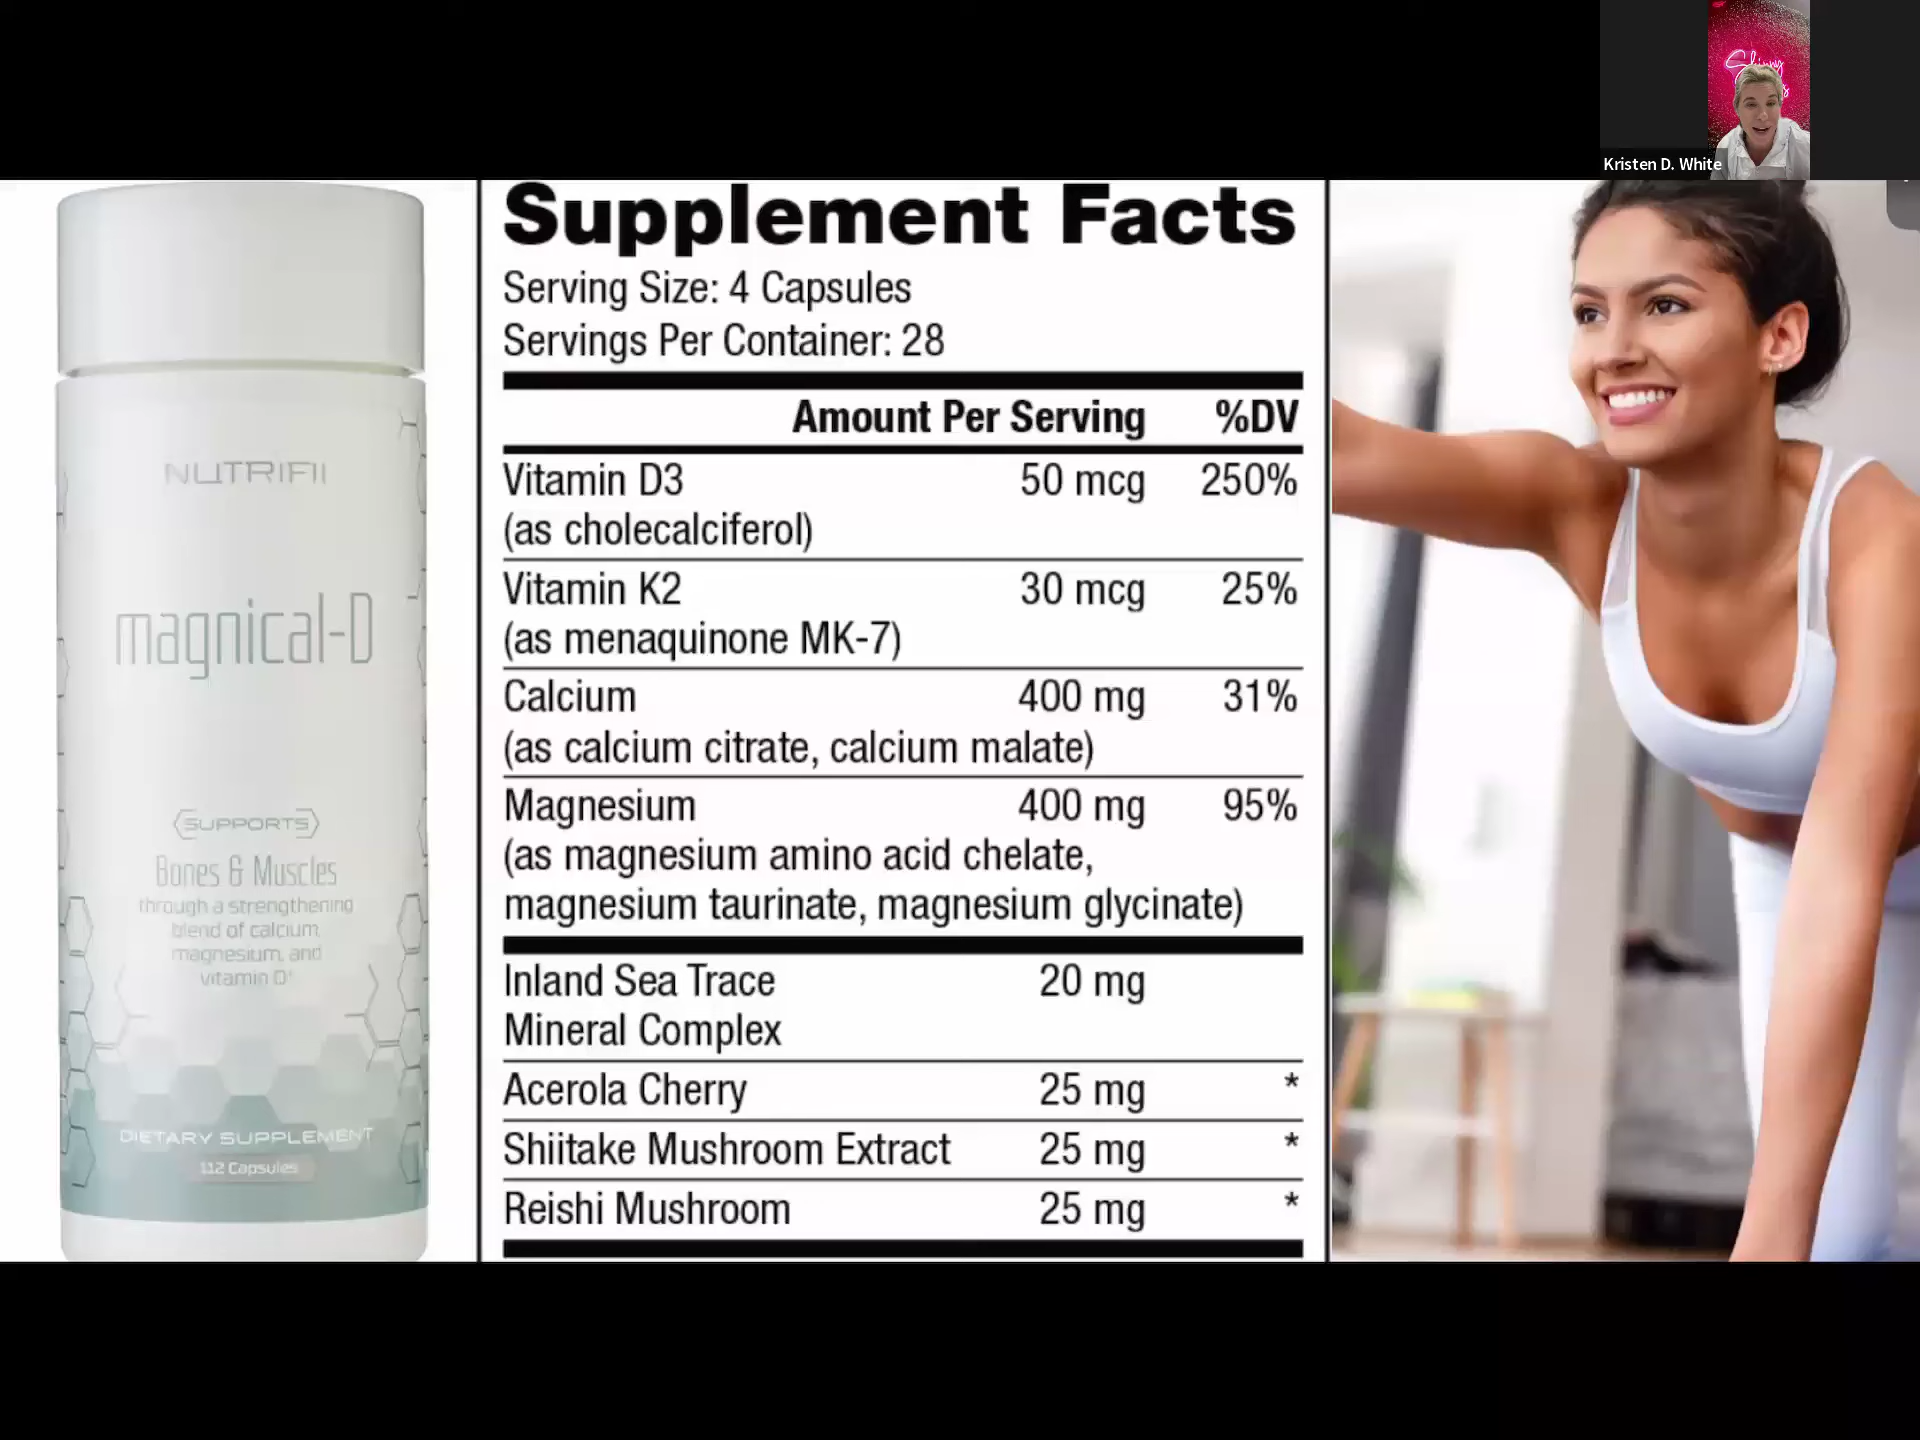 Skinny
Kristen D. White
NUTRIFII
magnical-D
SUPPORTS
Bones & Muscles
through a strengthening
blend of calcium,
magnesium, and
vitamin D†
DIETARY SUPPLEMENT
112 Capsules
Supplement Facts
Serving Size: 4 Capsules
Servings Per Container: 28
Amount Per Serving %DV
Vitamin D3 50 mcg 250%
(as cholecalciferol)
Vitamin K2 30 mcg 25%
(as menaquinone MK-7)
Calcium 400 mg 31%
(as calcium citrate, calcium malate)
Magnesium 400 mg 95%
(as magnesium amino acid chelate,
magnesium taurinate, magnesium glycinate)
Inland Sea Trace 20 mg
Mineral Complex
Acerola Cherry 25 mg *
Shiitake Mushroom Extract 25 mg *
Reishi Mushroom 25 mg *